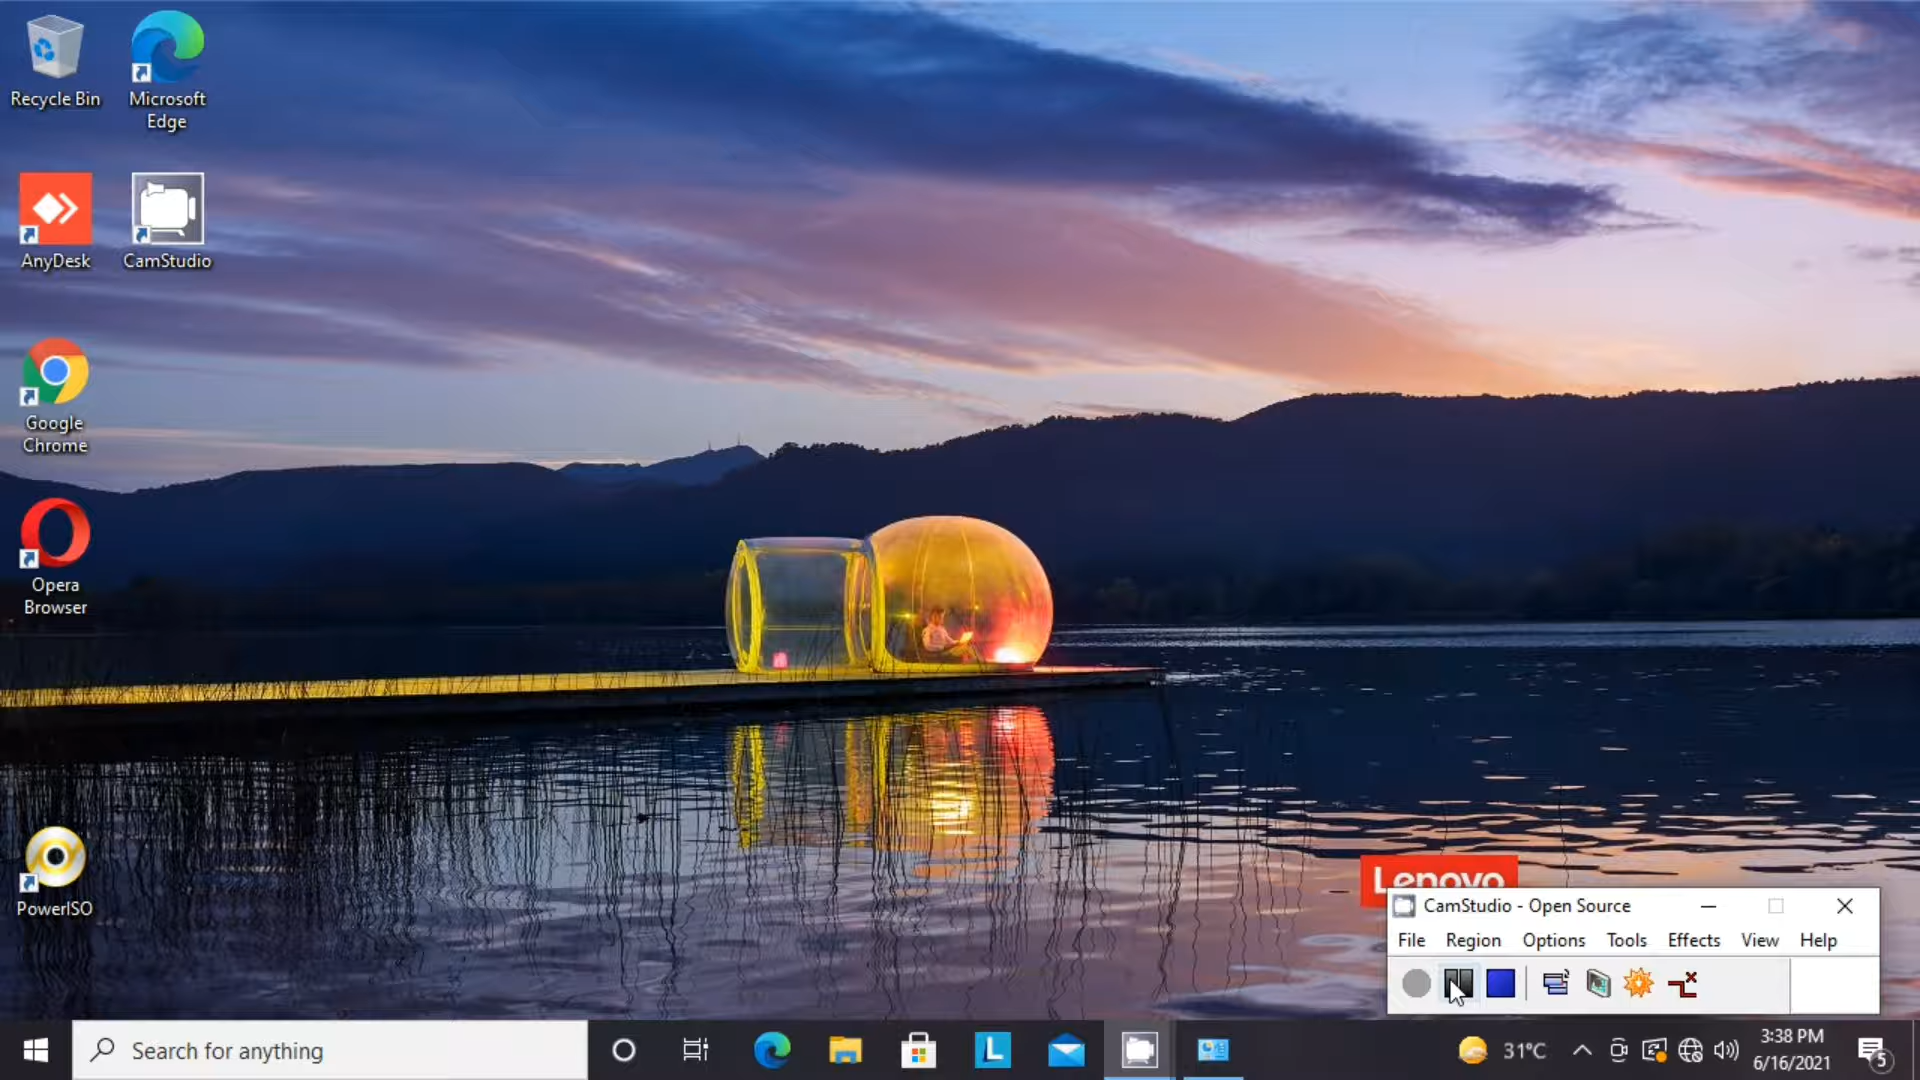 Recycle Bin
Microsoft
Edge
AnyDesk
CamStudio
Google
Chrome
Opera
Browser
PowerISO
Lenovo
CamStudio - Open Source
File Region Options Tools Effects View Help
Search for anything
L
31°C
3:38 PM
6/16/2021
5